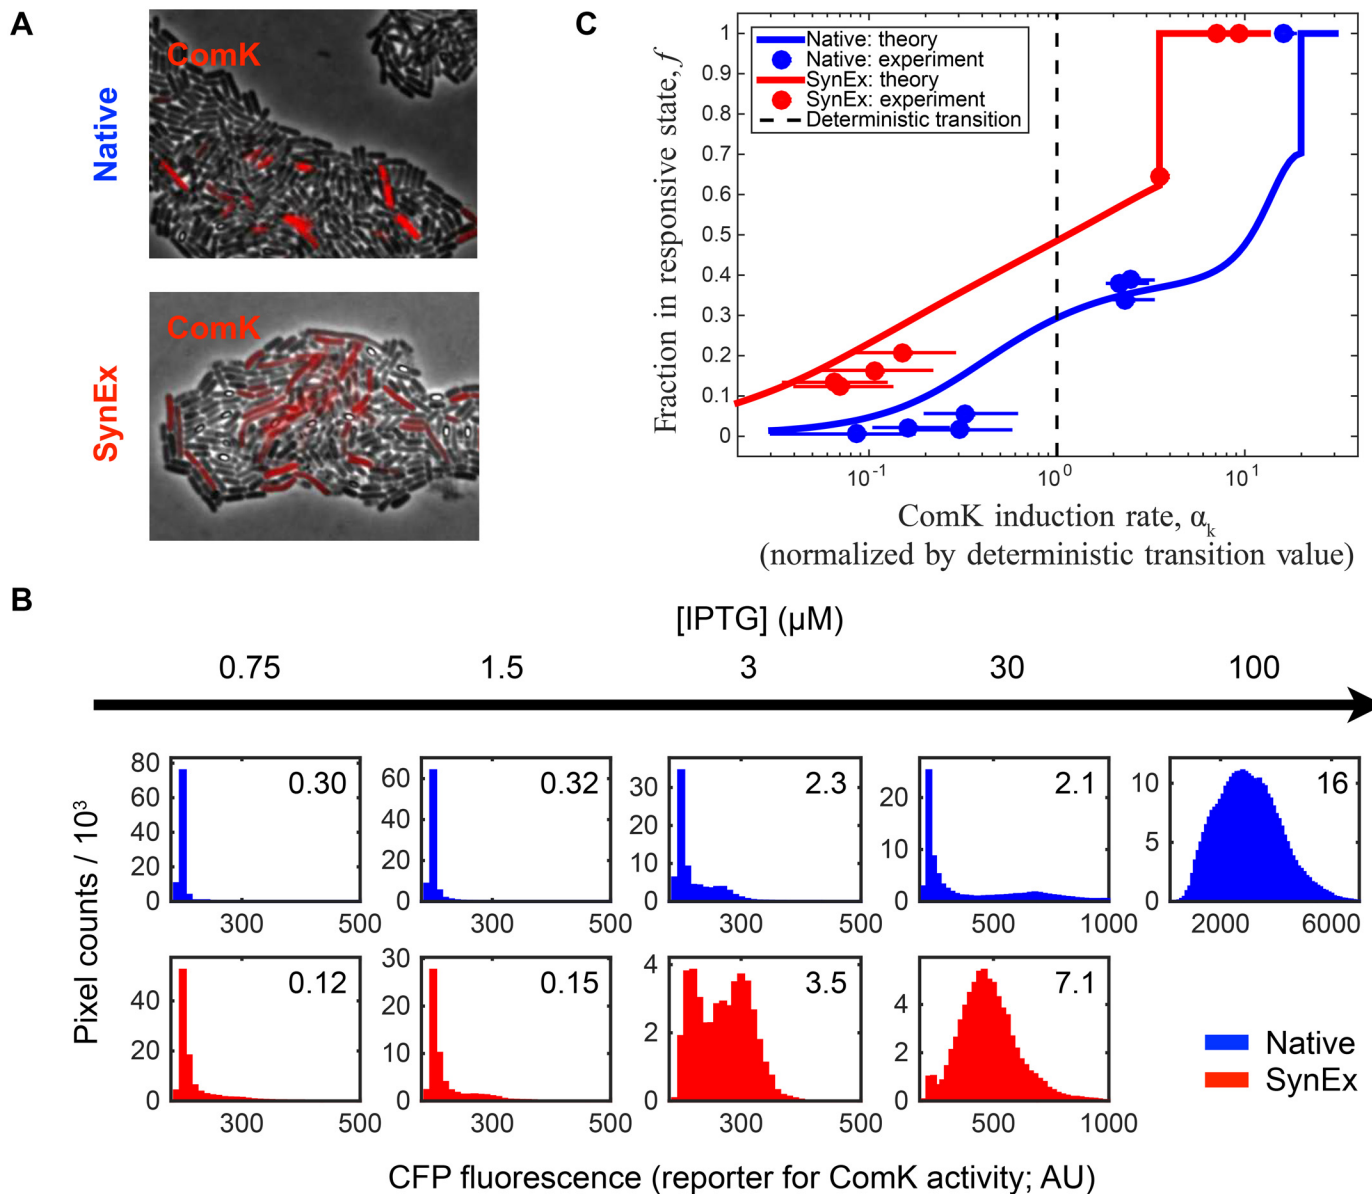 A
Native
ComK
SynEx
ComK
C
Fraction in responsive state, f
1
0.9
0.8
0.7
0.6
0.5
0.4
0.3
0.2
0.1
0
Native: theory
Native: experiment
SynEx: theory
SynEx: experiment
Deterministic transition
10⁻¹ 10⁰ 10¹
ComK induction rate, αₖ
(normalized by deterministic transition value)
B
[IPTG] (µM)
0.75 1.5 3 30 100
Pixel counts / 10³
80
60
40
20
0
0.30
300 500
60
40
20
0
0.32
300 500
30
20
10
0
2.3
300 500
20
10
0
2.1
500 1000
10
5
0
16
2000 6000
40
20
0
0.12
300 500
30
20
10
0
0.15
300 500
4
2
0
3.5
300 500
4
2
0
7.1
500 1000
Native
SynEx
CFP fluorescence (reporter for ComK activity; AU)